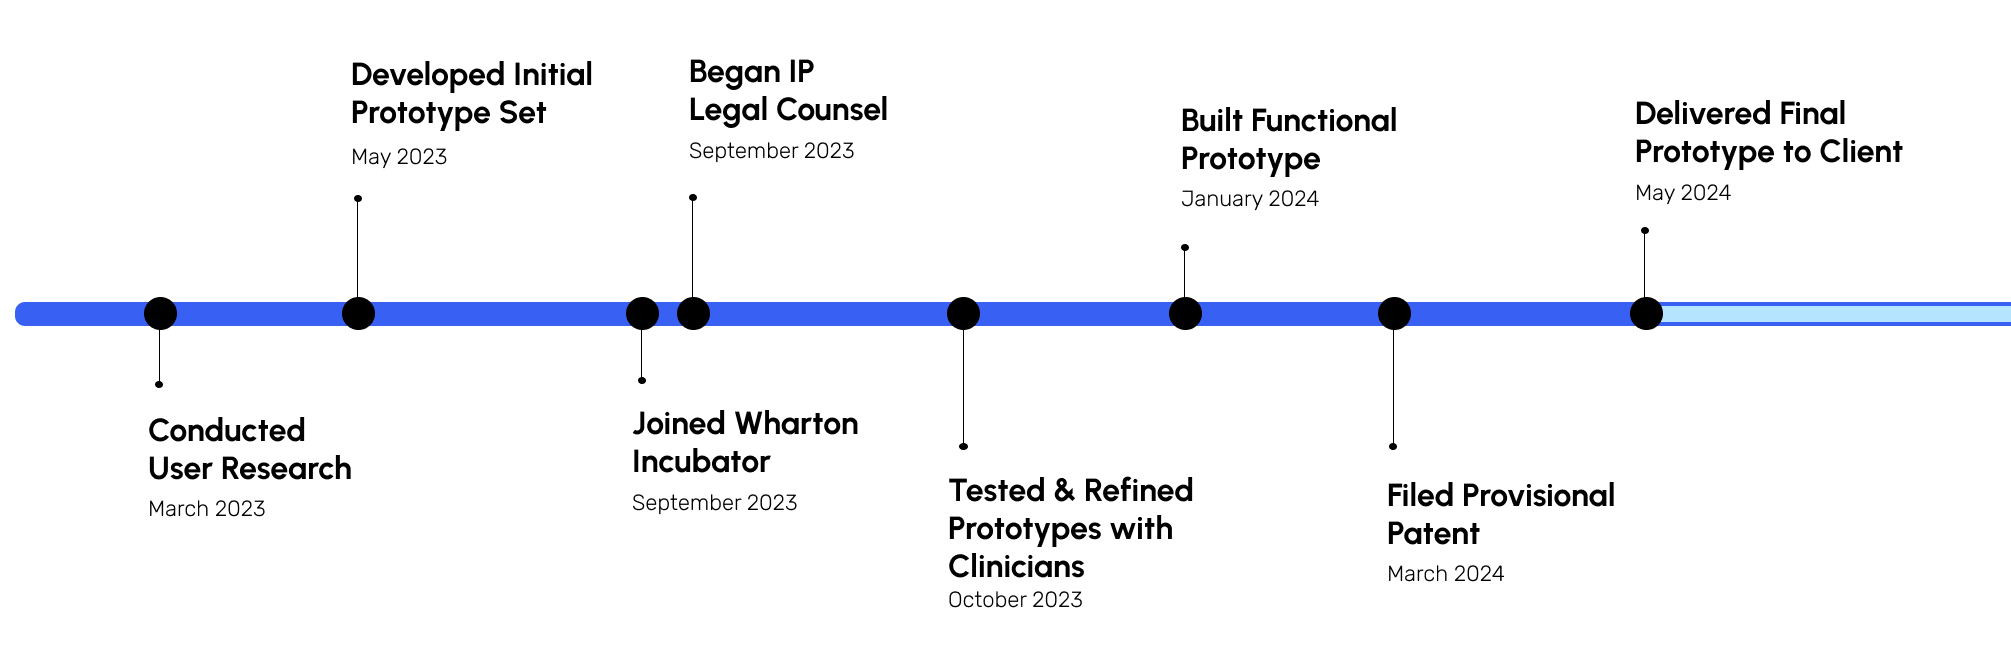 Developed Initial
Prototype Set
May 2023
Began IP
Legal Counsel
September 2023
Built Functional
Prototype
January 2024
Delivered Final
Prototype to Client
May 2024
Conducted
User Research
March 2023
Joined Wharton
Incubator
September 2023
Tested & Refined
Prototypes with
Clinicians
October 2023
Filed Provisional
Patent
March 2024